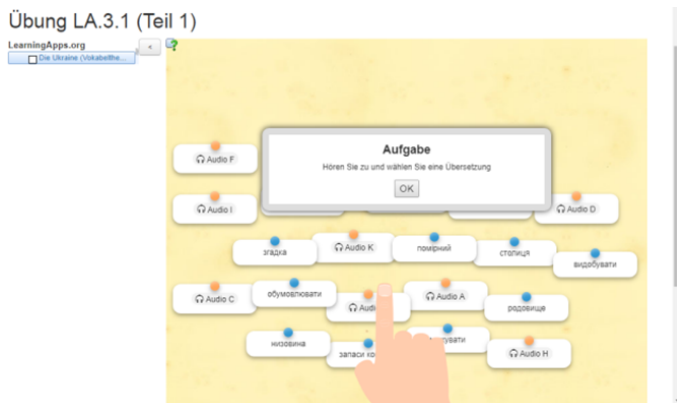 Übung LA.3.1 (Teil 1)
LearningApps.org
<
Die Ukraine (Vokabelthe...
?
Aufgabe
Hören Sie zu und wählen Sie eine Übersetzung
OK
Audio F
Audio I
Audio D
згадка
Audio K
помірний
столиця
видобувати
Audio C
обумовлювати
Audio A
родовище
низовина
запаси
Audio H